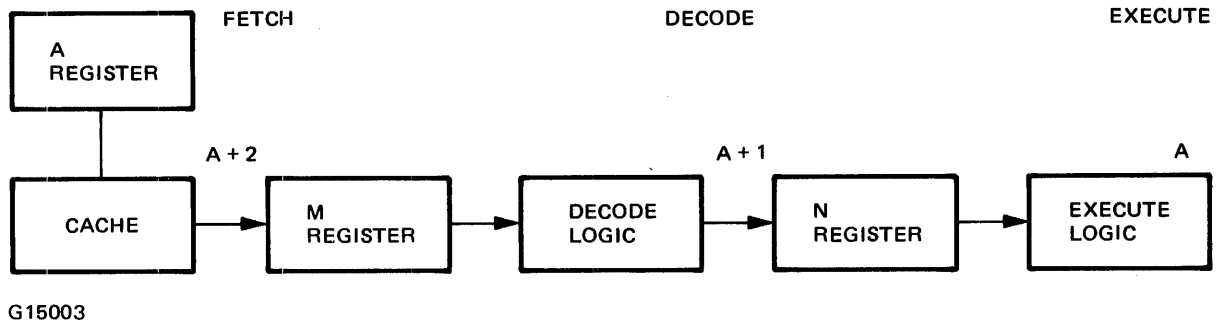 FETCH
DECODE
EXECUTE
A
REGISTER
A + 2
A + 1
A
CACHE
M
REGISTER
DECODE
LOGIC
N
REGISTER
EXECUTE
LOGIC
G15003